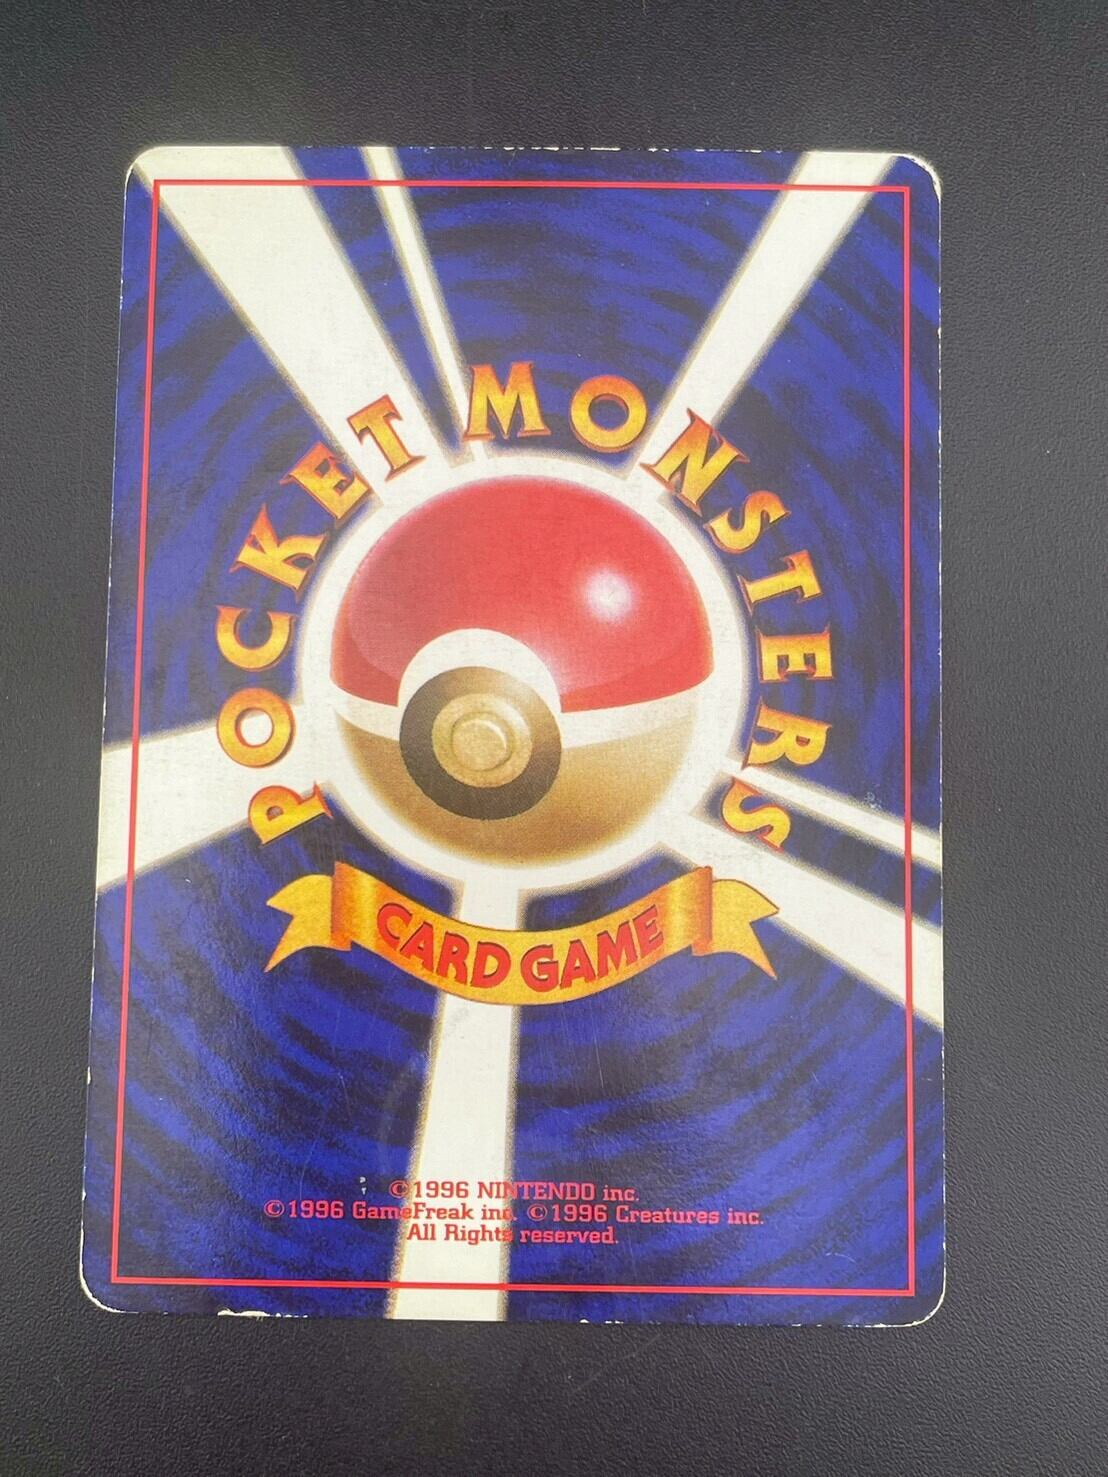 POCKET MONSTERS
CARD GAME
©1996 NINTENDO inc.
©1996 GameFreak inc. ©1996 Creatures inc.
All Rights reserved.